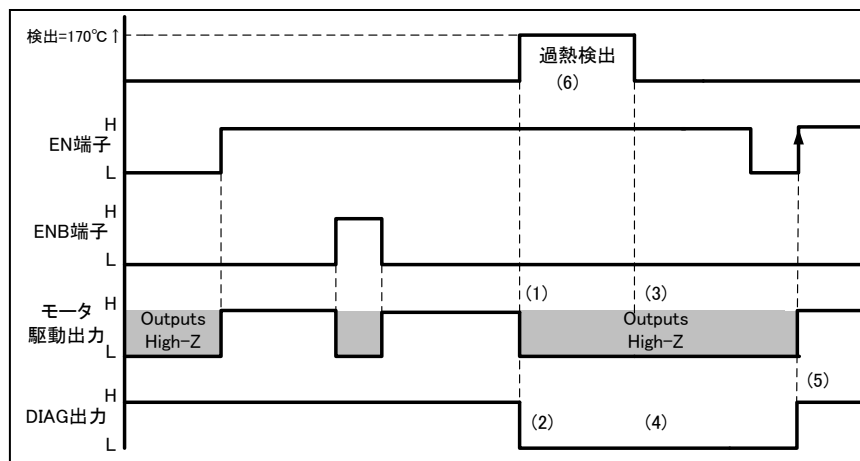 検出=170℃↑
過熱検出
(6)
H
EN端子
L
H
ENB端子
L
(1) (3)
H
モータ
駆動出力
L
Outputs
High-Z
Outputs
High-Z
(5)
H
DIAG出力
L
(2) (4)